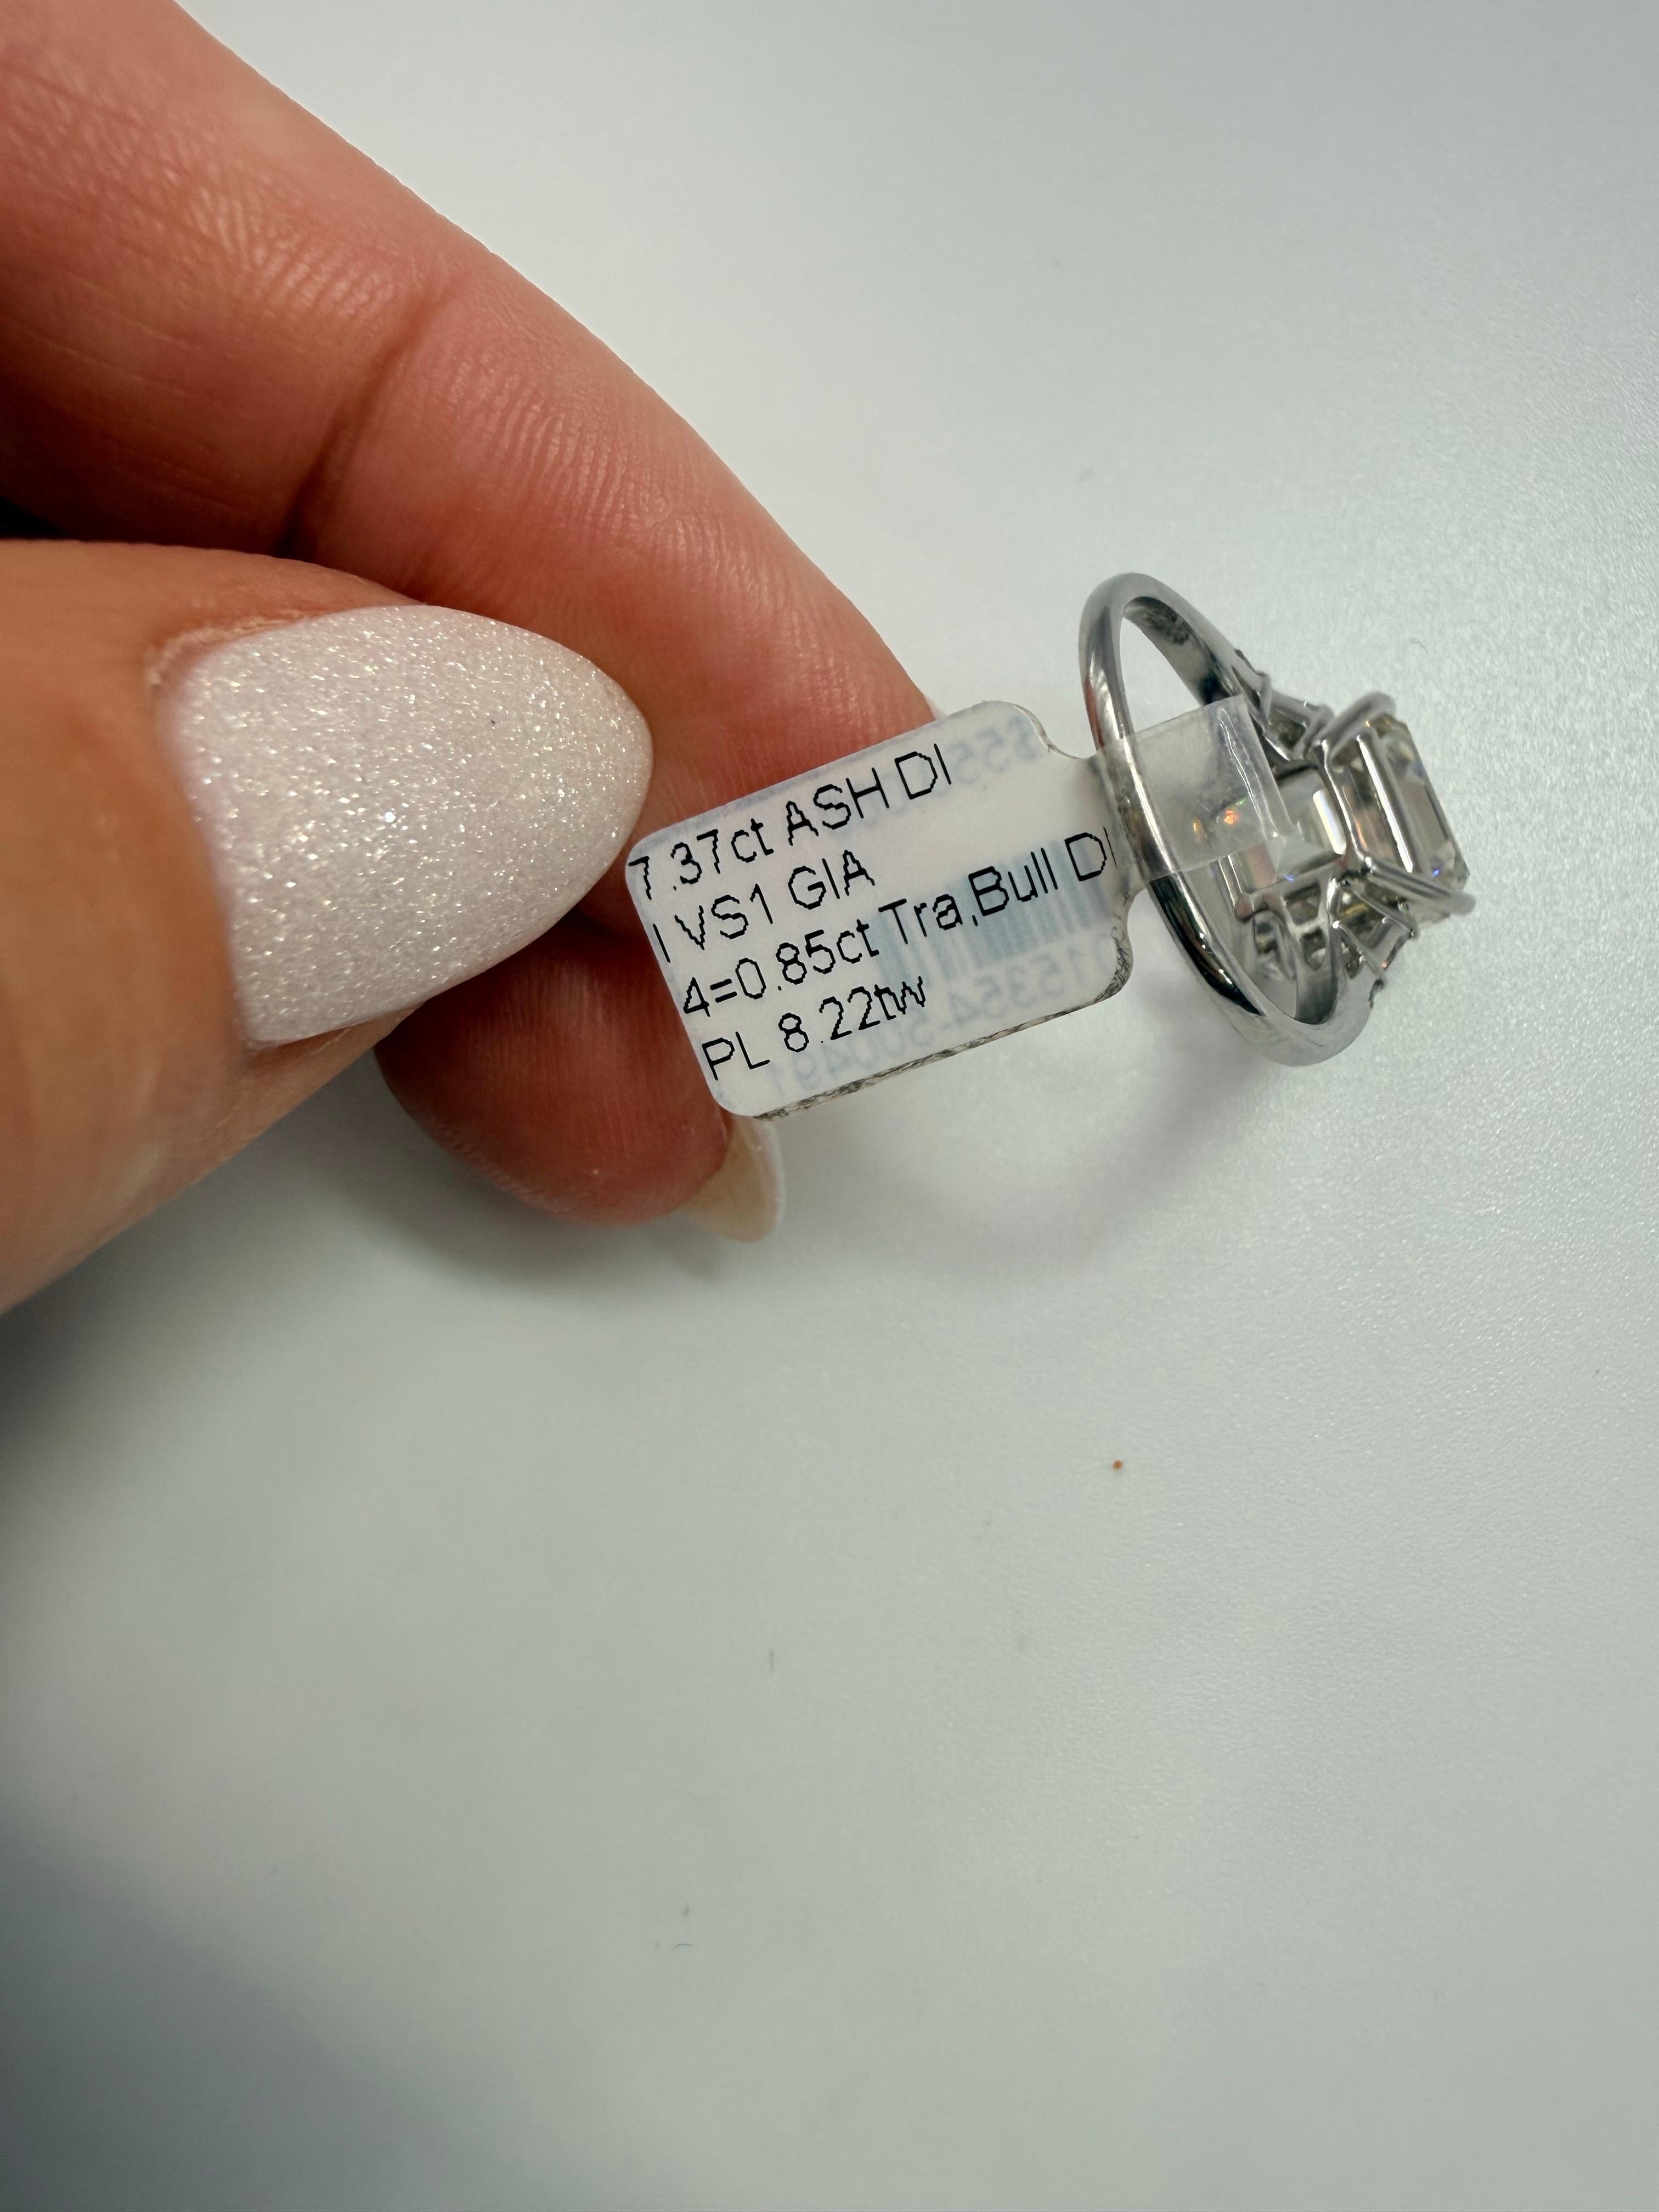 7.37ct ASH DI
I VS1 GIA
4=0.85ct Tra,Bull DI
PL 8.22tw